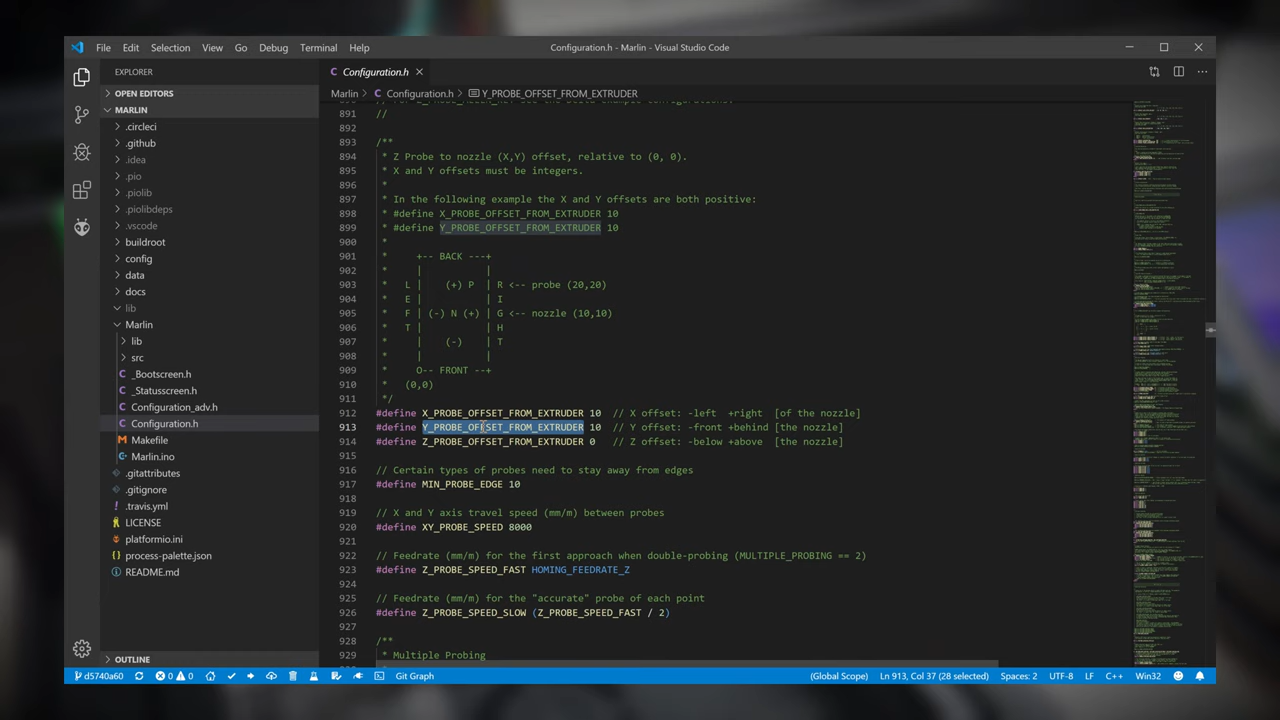 File Edit Selection View Go Debug Terminal Help
Configuration.h - Marlin - Visual Studio Code
EXPLORER
OPEN EDITORS
MARLIN
.circleci
.github
.idea
.pio
.piolib
.piolibdeps
.vscode
buildroot
config
data
docs
lib
Marlin
lib
src
_Bootscreen.h
_Statusscreen.h
Configuration_adv.h
Configuration.h
Makefile
Marlin.ino
.gitattributes
.gitignore
.travis.yml
LICENSE
platformio.ini
process-palette.json
README.md
OUTLINE
Configuration.h
Marlin > Configuration.h > Y_PROBE_OFFSET_FROM_EXTRUDER
891 //
892
893 /**
894 * Z Probe to nozzle (X,Y) offset, relative to (0, 0).
895 * X and Y offsets must be integers.
896 *
897 * In the following example the X and Y offsets are both positive:
898 * #define X_PROBE_OFFSET_FROM_EXTRUDER 10
899 * #define Y_PROBE_OFFSET_FROM_EXTRUDER 10
900 *
901 * +-- BACK ---+
902 * | |
903 * L | (+) P | R <-- probe (20,20)
904 * E | | I
905 * F | (-) N (+) | G <-- nozzle (10,10)
906 * T | | H
907 * | (-) | T
908 * | |
909 * O-- FRONT --+
910 * (0,0)
911 */
912 #define X_PROBE_OFFSET_FROM_EXTRUDER 10 // X offset: -left +right [of the nozzle]
913 #define Y_PROBE_OFFSET_FROM_EXTRUDER 10 // Y offset: -front +behind [the nozzle]
914 #define Z_PROBE_OFFSET_FROM_EXTRUDER 0 // Z offset: -below +above [the nozzle]
915
916 // Certain types of probes need to stay away from edges
917 #define MIN_PROBE_EDGE 10
918
919 // X and Y axis travel speed (mm/m) between probes
920 #define XY_PROBE_SPEED 8000
921
922 // Feedrate (mm/m) for the first approach when double-probing (MULTIPLE_PROBING == 2)
923 #define Z_PROBE_SPEED_FAST HOMING_FEEDRATE_Z
924
925 // Feedrate (mm/m) for the "accurate" probe of each point
926 #define Z_PROBE_SPEED_SLOW (Z_PROBE_SPEED_FAST / 2)
927
928 /**
929 * Multiple Probing
d5740a60 0 0 Git Graph (Global Scope) Ln 913, Col 37 (28 selected) Spaces: 2 UTF-8 LF C++ Win32